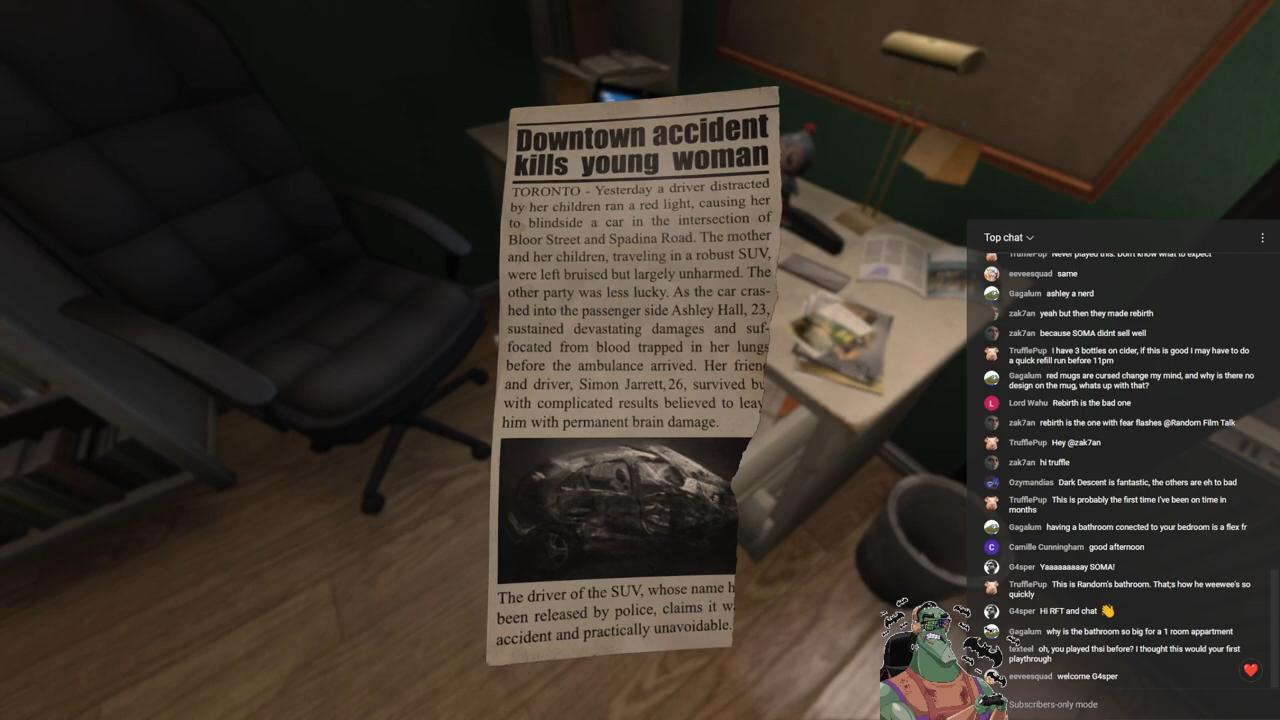 Downtown accident
kills young woman
TORONTO - Yesterday a driver distracted
by her children ran a red light, causing her
to blindside a car in the intersection of
Bloor Street and Spadina Road. The mother
and her children, traveling in a robust SUV,
were left bruised but largely unharmed. The
other party was less lucky. As the car cras-
hed into the passenger side Ashley Hall, 23,
sustained devastating damages and suf-
focated from blood trapped in her lungs
before the ambulance arrived. Her frien
and driver, Simon Jarrett, 26, survived bu
with complicated results believed to leav
him with permanent brain damage.
The driver of the SUV, whose name h
been released by police, claims it w
accident and practically unavoidable.
Top chat
TrufflePup Never played this. Don't know what to expect
eeveesquad same
Gagalum ashley a nerd
zak7an yeah but then they made rebirth
zak7an because SOMA didnt sell well
TrufflePup I have 3 bottles on cider, if this is good I may have to do
a quick refill run before 11pm
Gagalum red mugs are cursed change my mind, and why is there no
design on the mug, whats up with that?
L Lord Wahu Rebirth is the bad one
zak7an rebirth is the one with fear flashes @Random Film Talk
TrufflePup Hey @zak7an
zak7an hi truffle
Ozymandias Dark Descent is fantastic, the others are eh to bad
TrufflePup This is probably the first time I've been on time in
months
Gagalum having a bathroom conected to your bedroom is a flex fr
C Camille Cunningham good afternoon
G4sper Yaaaaaaaay SOMA!
TrufflePup This is Random's bathroom. That;s how he weewee's so
quickly
G4sper Hi RFT and chat 👋
Gagalum why is the bathroom so big for a 1 room appartment
texteel oh, you played thsi before? I thought this would your first
playthrough
eeveesquad welcome G4sper
Subscribers-only mode